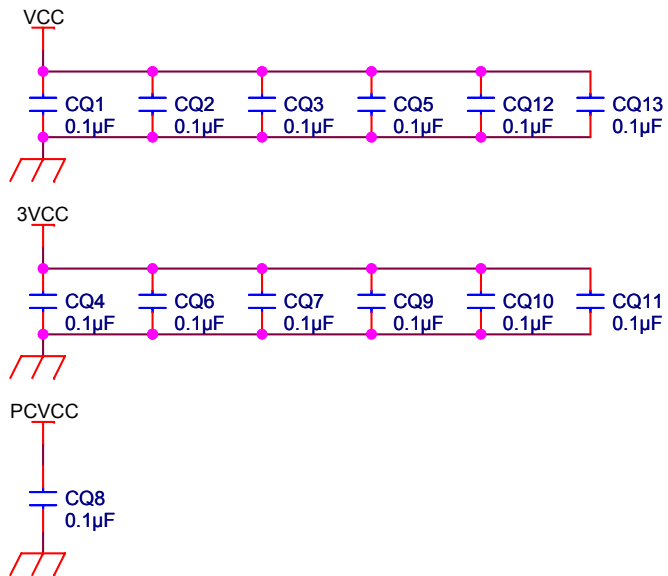 VCC
CQ1 CQ2 CQ3 CQ5 CQ12 CQ13
0.1µF 0.1µF 0.1µF 0.1µF 0.1µF 0.1µF
3VCC
CQ4 CQ6 CQ7 CQ9 CQ10 CQ11
0.1µF 0.1µF 0.1µF 0.1µF 0.1µF 0.1µF
PCVCC
CQ8
0.1µF